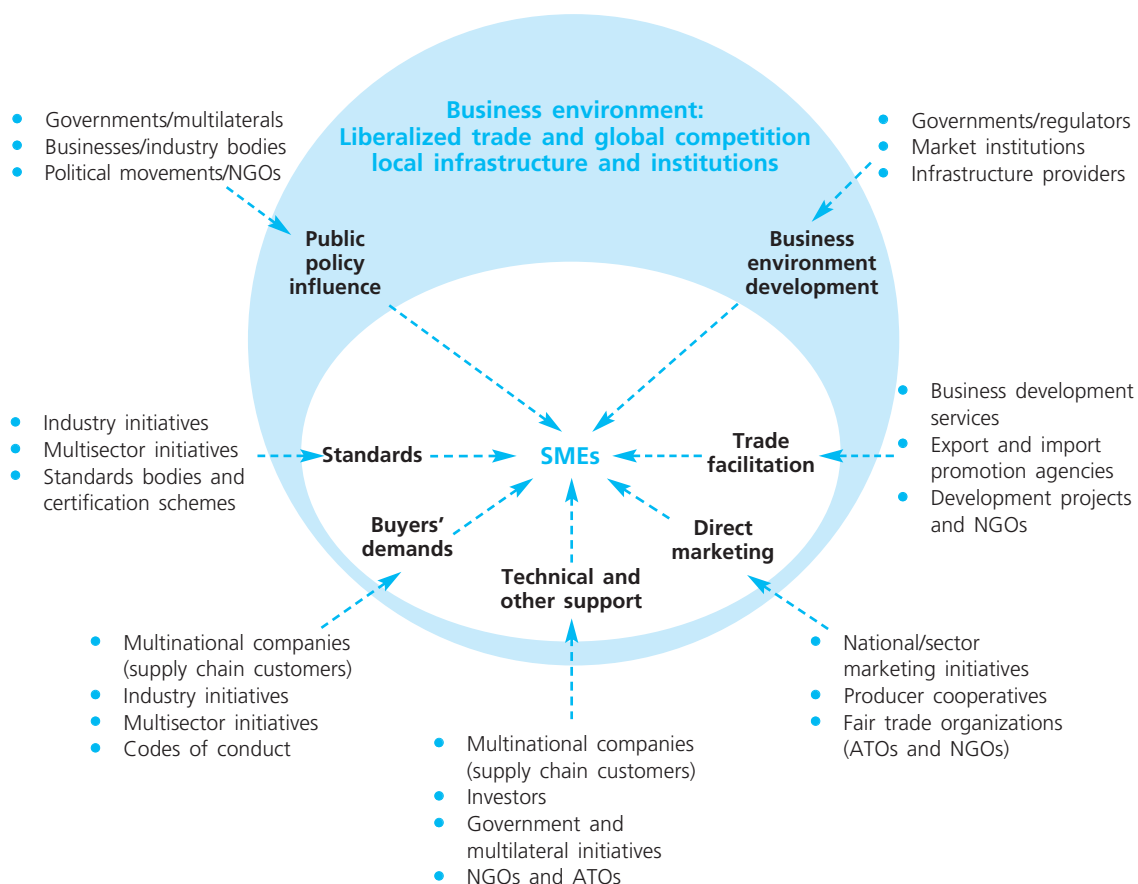 Business environment:
Liberalized trade and global competition
local infrastructure and institutions
• Governments/multilaterals
• Businesses/industry bodies
• Political movements/NGOs
• Governments/regulators
• Market institutions
• Infrastructure providers
Public
policy
influence
Business
environment
development
• Industry initiatives
• Multisector initiatives
• Standards bodies and
certification schemes
Standards
SMEs
Trade
facilitation
• Business development
services
• Export and import
promotion agencies
• Development projects
and NGOs
Buyers'
demands
Technical and
other support
Direct
marketing
• Multinational companies
(supply chain customers)
• Industry initiatives
• Multisector initiatives
• Codes of conduct
• Multinational companies
(supply chain customers)
• Investors
• Government and
multilateral initiatives
• NGOs and ATOs
• National/sector
marketing initiatives
• Producer cooperatives
• Fair trade organizations
(ATOs and NGOs)